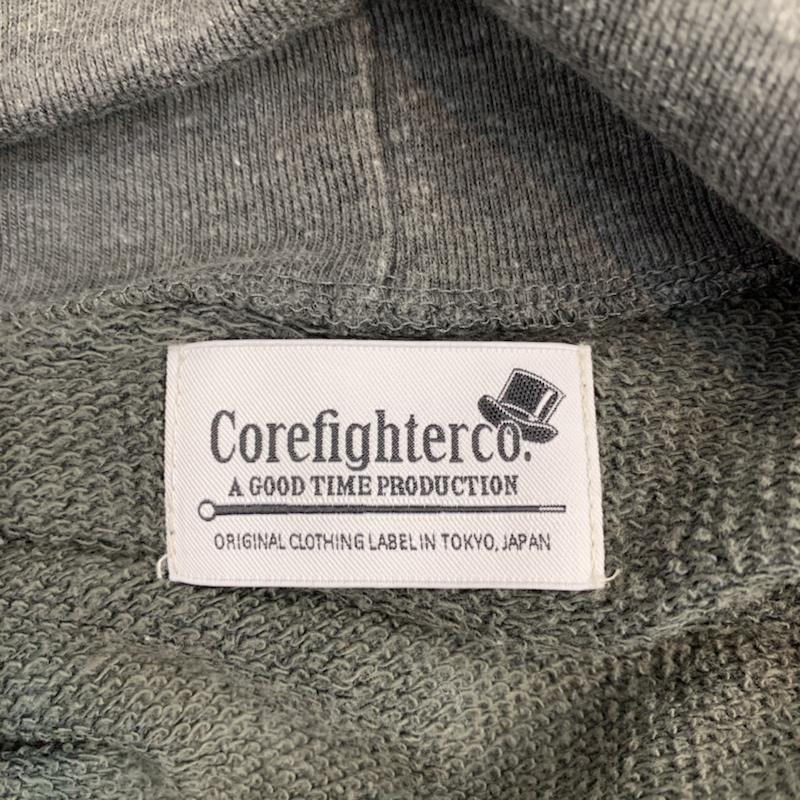 Corefighterco.
A GOOD TIME PRODUCTION
ORIGINAL CLOTHING LABEL IN TOKYO, JAPAN